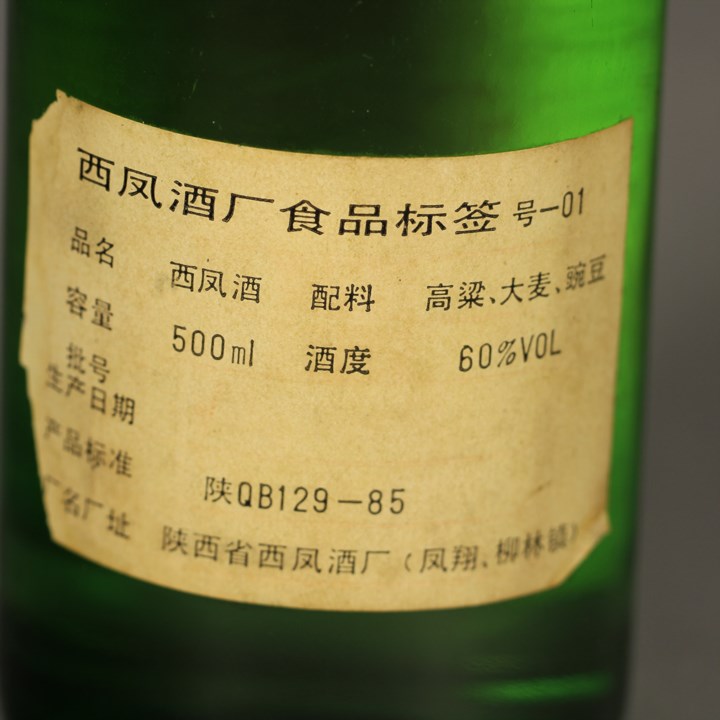 西凤酒厂食品标签 号—01
品名 西凤酒 配料 高粱、大麦、豌豆
容量 500ml 酒度 60%VOL
批号
生产日期
产品标准 陕QB129—85
厂名厂址 陕西省西凤酒厂（凤翔、柳林镇）